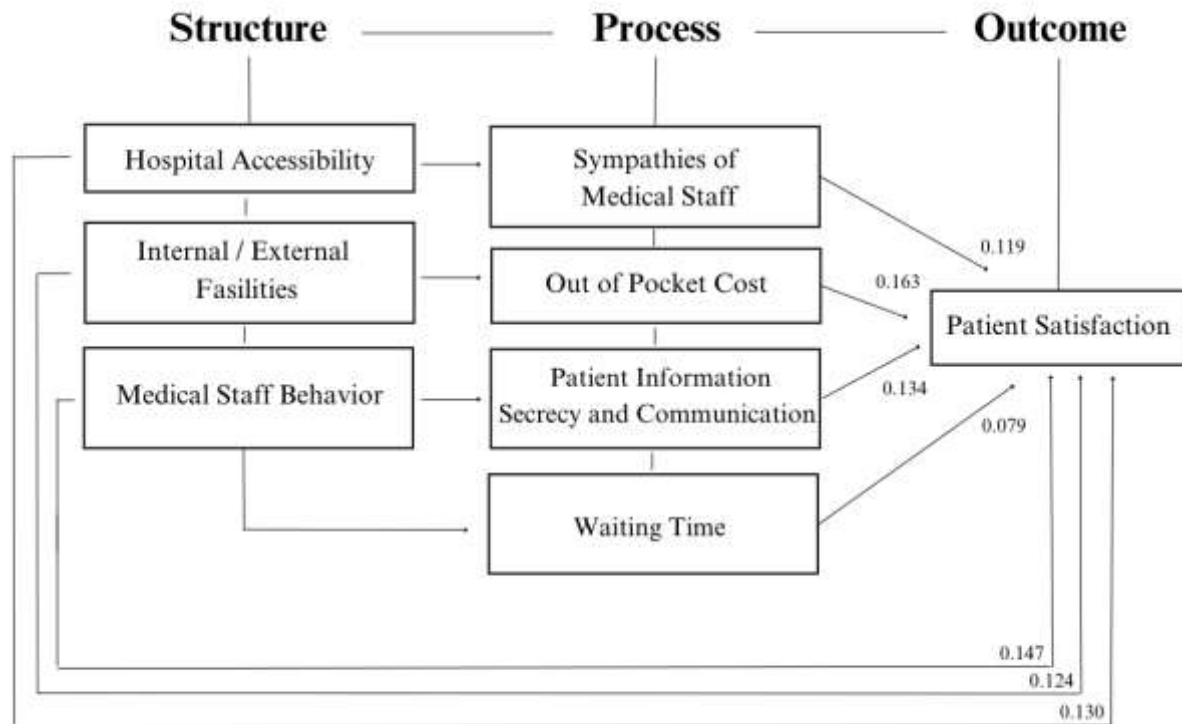 Structure
Process
Outcome
Hospital Accessibility
Sympathies of
Medical Staff
0.119
Internal / External
Fasilities
Out of Pocket Cost
0.163
Patient Satisfaction
Medical Staff Behavior
Patient Information
Secrecy and Communication
0.134
0.079
Waiting Time
0.147
0.124
0.130